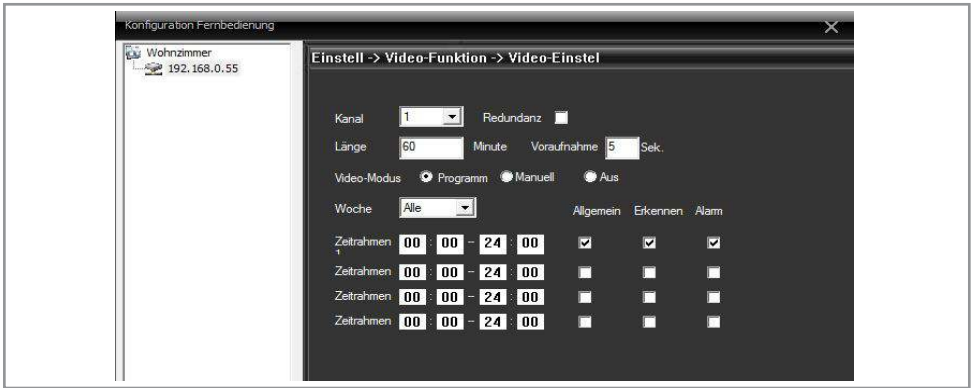 Konfiguration Fernbedienung
Wohnzimmer
192.168.0.55
Einstell -> Video-Funktion -> Video-Einstel
Kanal 1 Redundanz
Länge 60 Minute Voraufnahme 5 Sek.
Video-Modus Programm Manuell Aus
Woche Alle Allgemein Erkennen Alarm
Zeitrahmen 00 : 00 - 24 : 00
1
Zeitrahmen 00 : 00 - 24 : 00
Zeitrahmen 00 : 00 - 24 : 00
Zeitrahmen 00 : 00 - 24 : 00